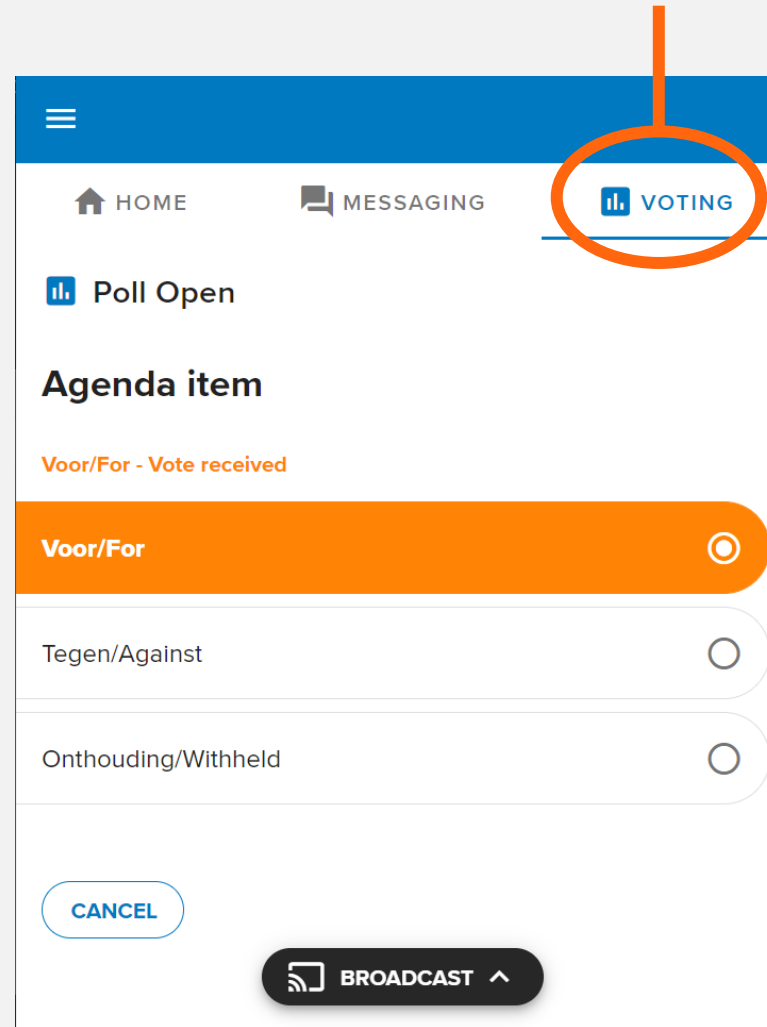 HOME
MESSAGING
VOTING
Poll Open
Agenda item
Voor/For - Vote received
Voor/For
Tegen/Against
Onthouding/Withheld
CANCEL
BROADCAST